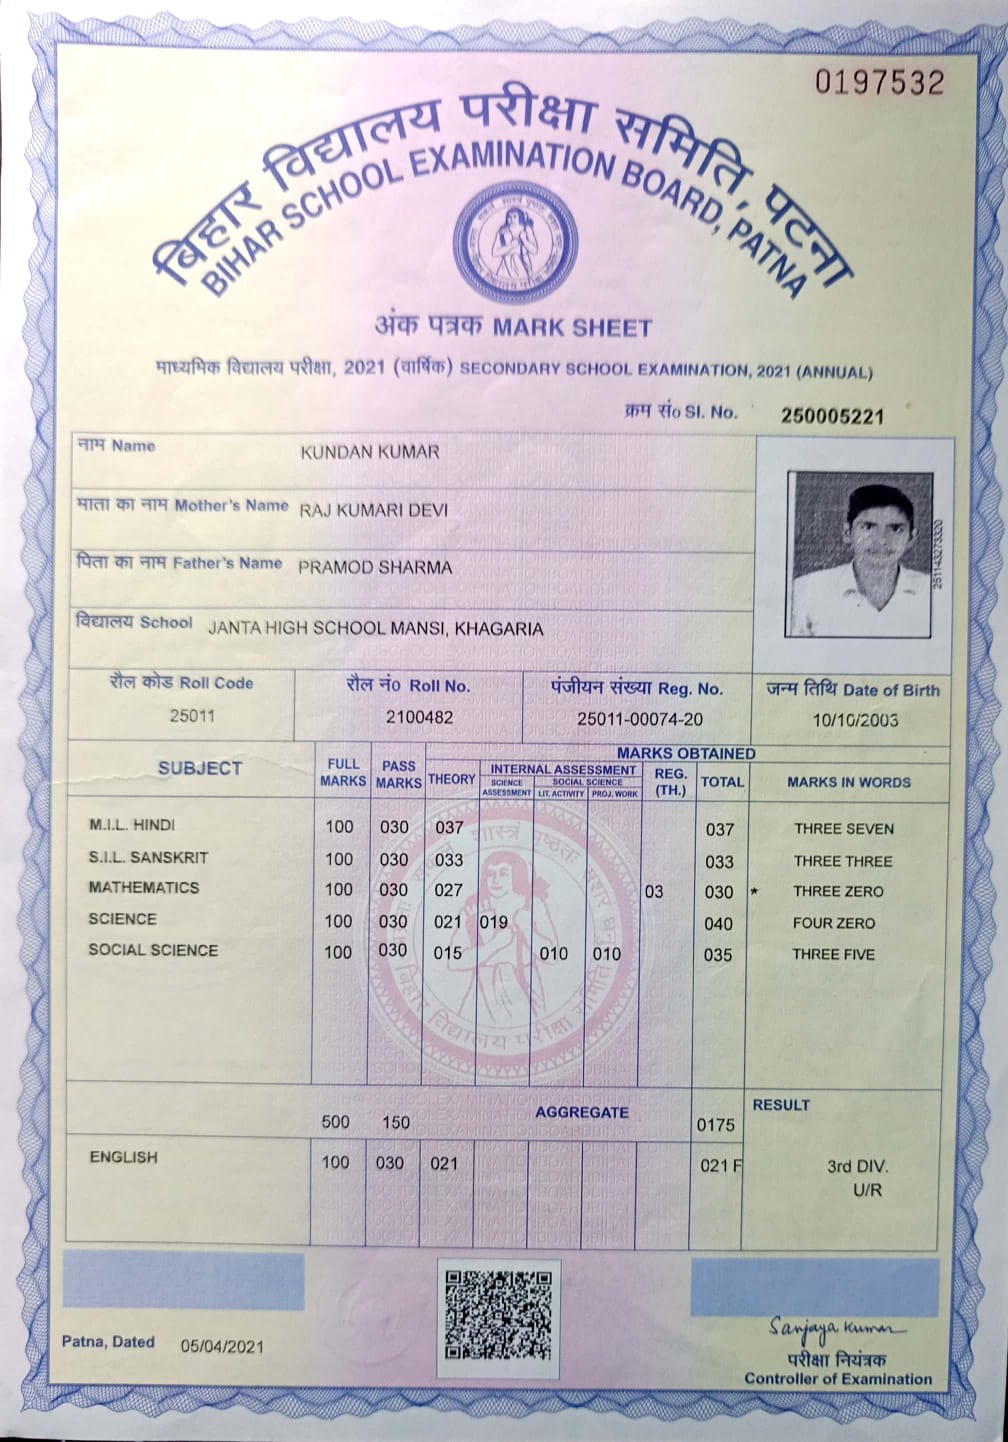 0197532
बिहार विद्यालय परीक्षा समिति, पटना
BIHAR SCHOOL EXAMINATION BOARD, PATNA
अंक पत्रक MARK SHEET
माध्यमिक विद्यालय परीक्षा, 2021 (वार्षिक) SECONDARY SCHOOL EXAMINATION, 2021 (ANNUAL)
क्रम सं० Sl. No. 250005221
नाम Name KUNDAN KUMAR
माता का नाम Mother's Name RAJ KUMARI DEVI
पिता का नाम Father's Name PRAMOD SHARMA
विद्यालय School JANTA HIGH SCHOOL MANSI, KHAGARIA
251143273320
रौल कोड Roll Code रौल नं० Roll No. पंजीयन संख्या Reg. No. जन्म तिथि Date of Birth
25011 2100482 25011-00074-20 10/10/2003
MARKS OBTAINED
SUBJECT FULL MARKS PASS MARKS THEORY INTERNAL ASSESSMENT REG. (TH.) TOTAL MARKS IN WORDS
SCIENCE ASSESSMENT SOCIAL SCIENCE
LIT. ACTIVITY PROJ. WORK
M.I.L. HINDI 100 030 037 037 THREE SEVEN
S.I.L. SANSKRIT 100 030 033 033 THREE THREE
MATHEMATICS 100 030 027 03 030 * THREE ZERO
SCIENCE 100 030 021 019 040 FOUR ZERO
SOCIAL SCIENCE 100 030 015 010 010 035 THREE FIVE
500 150 AGGREGATE 0175 RESULT
ENGLISH 100 030 021 021 F 3rd DIV.
U/R
Patna, Dated 05/04/2021
Sanjaya Kumar
परीक्षा नियंत्रक
Controller of Examination